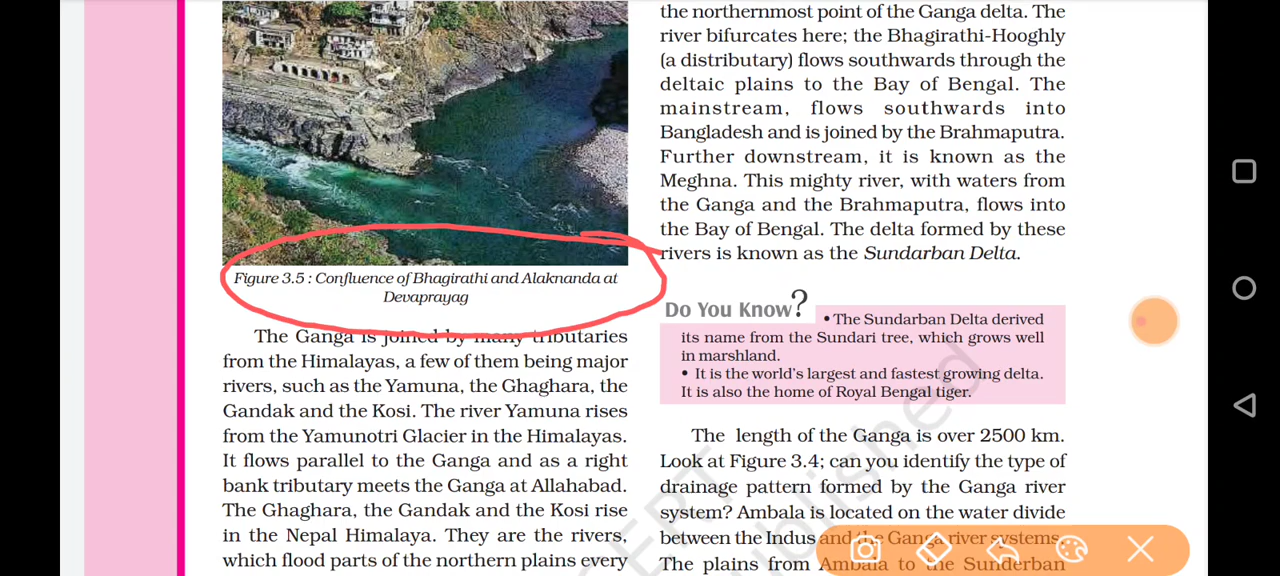 Figure 3.5 : Confluence of Bhagirathi and Alaknanda at
Devaprayag
The Ganga is joined by many tributaries
from the Himalayas, a few of them being major
rivers, such as the Yamuna, the Ghaghara, the
Gandak and the Kosi. The river Yamuna rises
from the Yamunotri Glacier in the Himalayas.
It flows parallel to the Ganga and as a right
bank tributary meets the Ganga at Allahabad.
The Ghaghara, the Gandak and the Kosi rise
in the Nepal Himalaya. They are the rivers,
which flood parts of the northern plains every
the northernmost point of the Ganga delta. The
river bifurcates here; the Bhagirathi-Hooghly
(a distributary) flows southwards through the
deltaic plains to the Bay of Bengal. The
mainstream, flows southwards into
Bangladesh and is joined by the Brahmaputra.
Further downstream, it is known as the
Meghna. This mighty river, with waters from
the Ganga and the Brahmaputra, flows into
the Bay of Bengal. The delta formed by these
rivers is known as the Sundarban Delta.
Do You Know?
• The Sundarban Delta derived
its name from the Sundari tree, which grows well
in marshland.
• It is the world's largest and fastest growing delta.
It is also the home of Royal Bengal tiger.
The length of the Ganga is over 2500 km.
Look at Figure 3.4; can you identify the type of
drainage pattern formed by the Ganga river
system? Ambala is located on the water divide
between the Indus and the Ganga river systems.
The plains from Ambala to the Sunderban